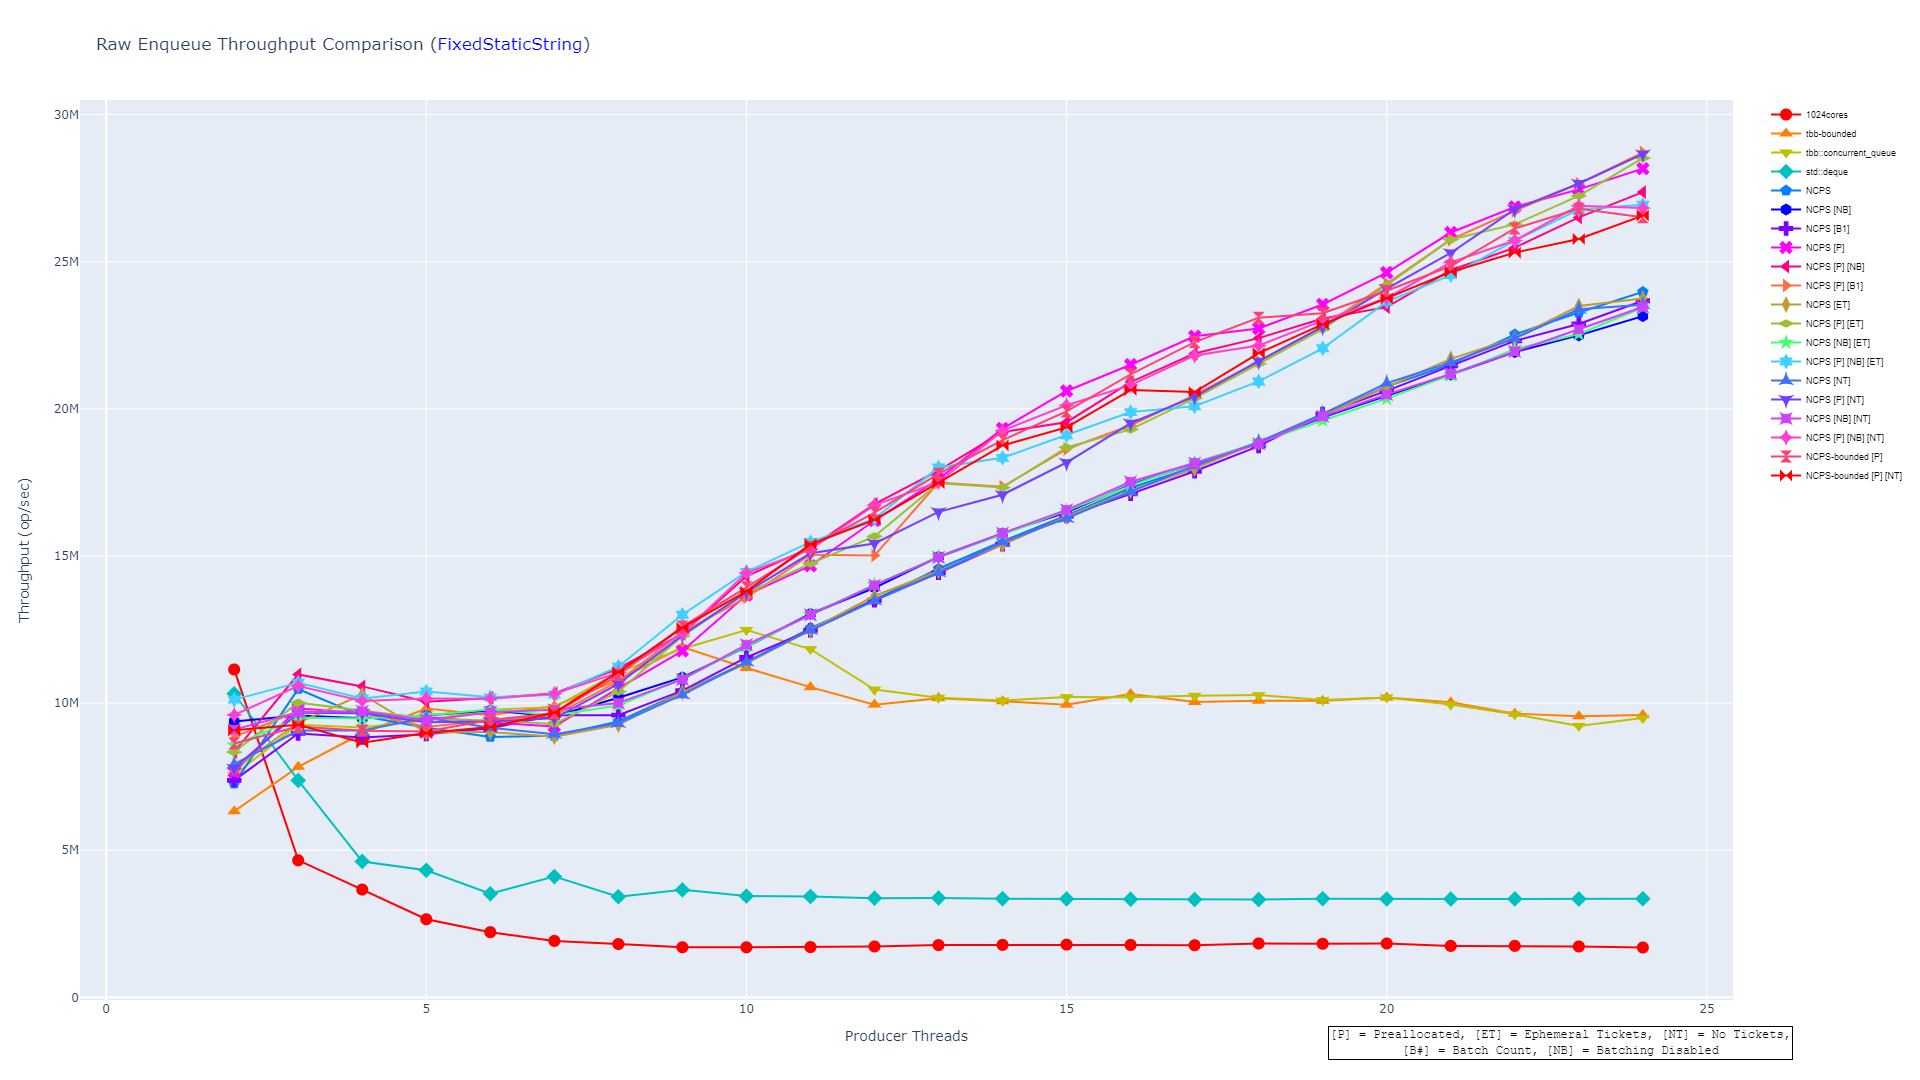 Raw Enqueue Throughput Comparison (FixedStaticString)
30M
25M
20M
15M
10M
5M
0
Throughput (op/sec)
0
5
10
15
20
25
Producer Threads
1024cores
tbb-bounded
tbb::concurrent_queue
std::deque
NCPS
NCPS [NB]
NCPS [B1]
NCPS [P]
NCPS [P] [NB]
NCPS [P] [B1]
NCPS [ET]
NCPS [P] [ET]
NCPS [NB] [ET]
NCPS [P] [NB] [ET]
NCPS [NT]
NCPS [P] [NT]
NCPS [NB] [NT]
NCPS [P] [NB] [NT]
NCPS-bounded [P]
NCPS-bounded [P] [NT]
[P] = Preallocated, [ET] = Ephemeral Tickets, [NT] = No Tickets,
[B#] = Batch Count, [NB] = Batching Disabled